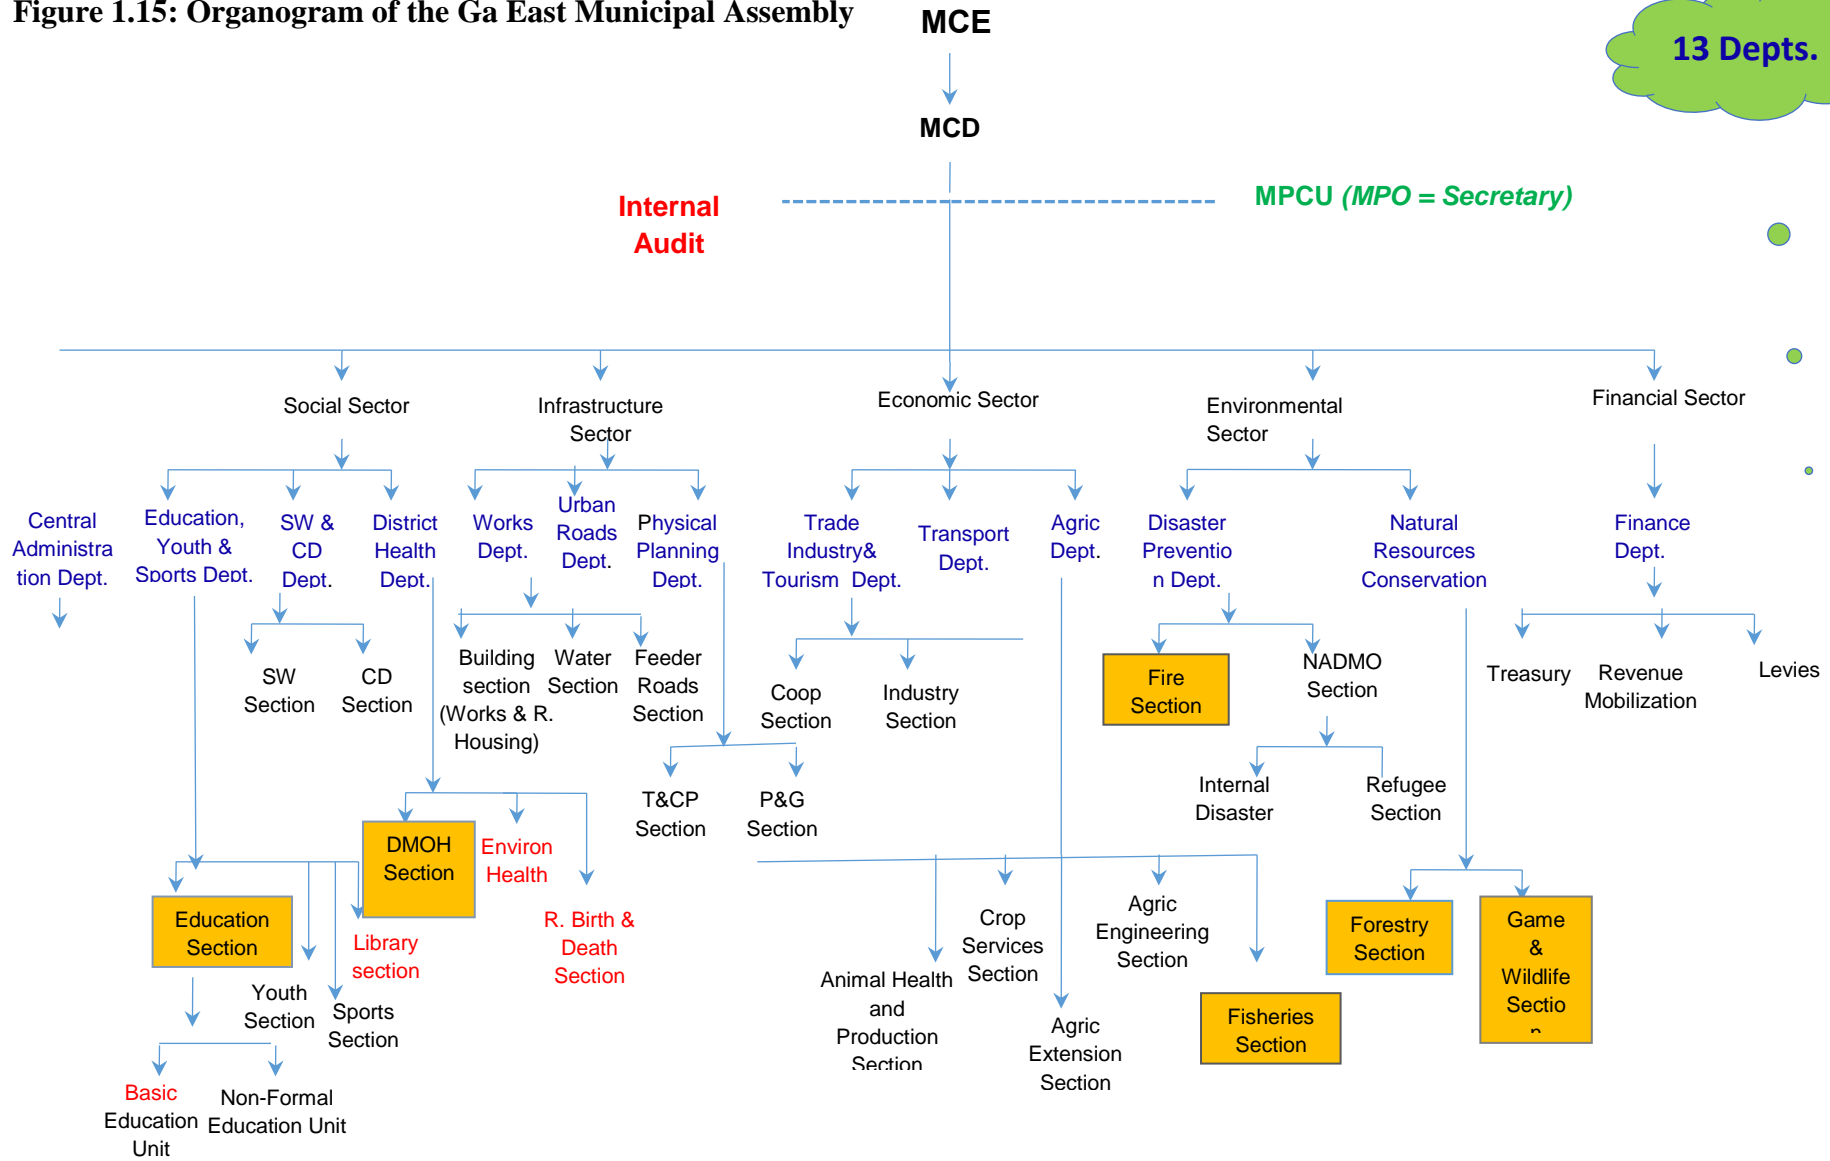 Figure 1.15: Organogram of the Ga East Municipal Assembly
MCE
13 Depts.
MCD
Internal
Audit
MPCU (MPO = Secretary)
Social Sector
Infrastructure
Sector
Economic Sector
Environmental
Sector
Financial Sector
Central
Administra
tion Dept.
Education,
Youth &
Sports Dept.
SW &
CD
Dept.
District
Health
Dept.
Works
Dept.
Urban
Roads
Dept.
Physical
Planning
Dept.
Trade
Industry&
Tourism Dept.
Transport
Dept.
Agric
Dept.
Disaster
Preventio
n Dept.
Natural
Resources
Conservation
Finance
Dept.
SW
Section
CD
Section
Building
section
(Works & R.
Housing)
Water
Section
Feeder
Roads
Section
Coop
Section
Industry
Section
Fire
Section
NADMO
Section
Treasury
Revenue
Mobilization
Levies
T&CP
Section
P&G
Section
Internal
Disaster
Refugee
Section
DMOH
Section
Environ
Health
R. Birth &
Death
Section
Education
Section
Library
section
Youth
Section
Sports
Section
Animal Health
and
Production
Section
Crop
Services
Section
Agric
Extension
Section
Agric
Engineering
Section
Fisheries
Section
Forestry
Section
Game
&
Wildlife
Sectio
n
Basic
Education
Unit
Non-Formal
Education Unit